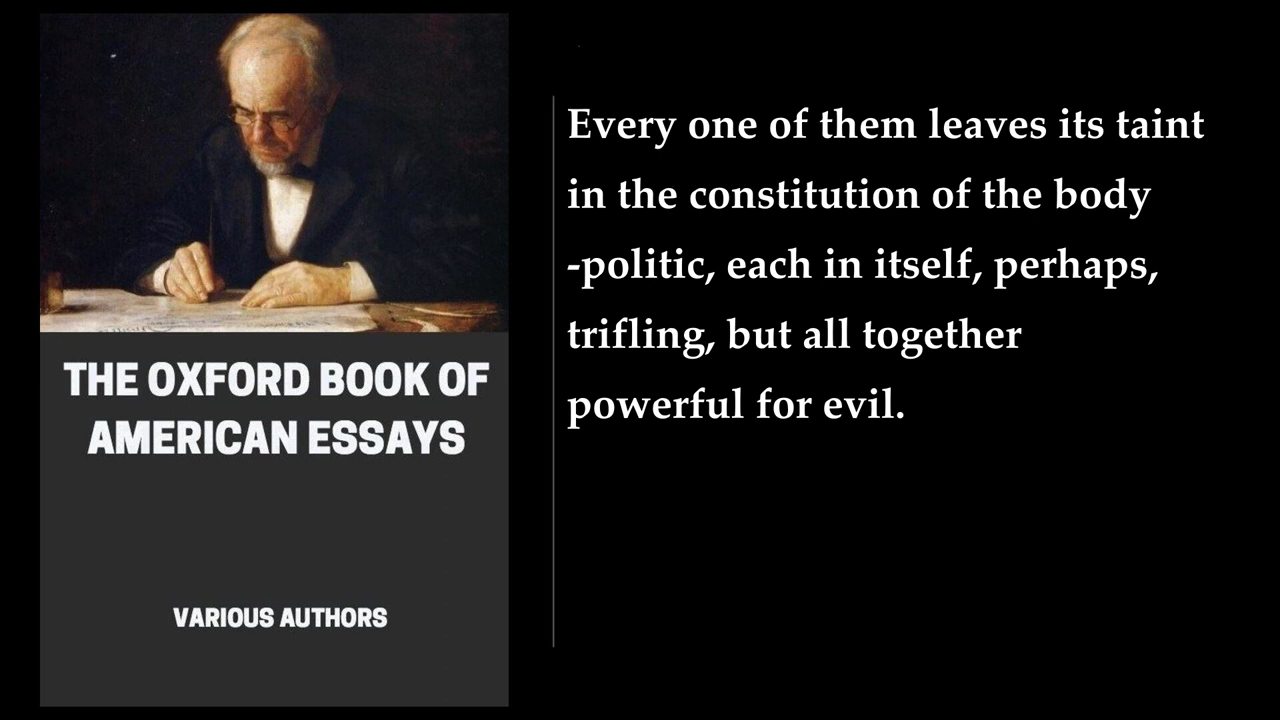 THE OXFORD BOOK OF
AMERICAN ESSAYS
VARIOUS AUTHORS
Every one of them leaves its taint
in the constitution of the body
-politic, each in itself, perhaps,
trifling, but all together
powerful for evil.